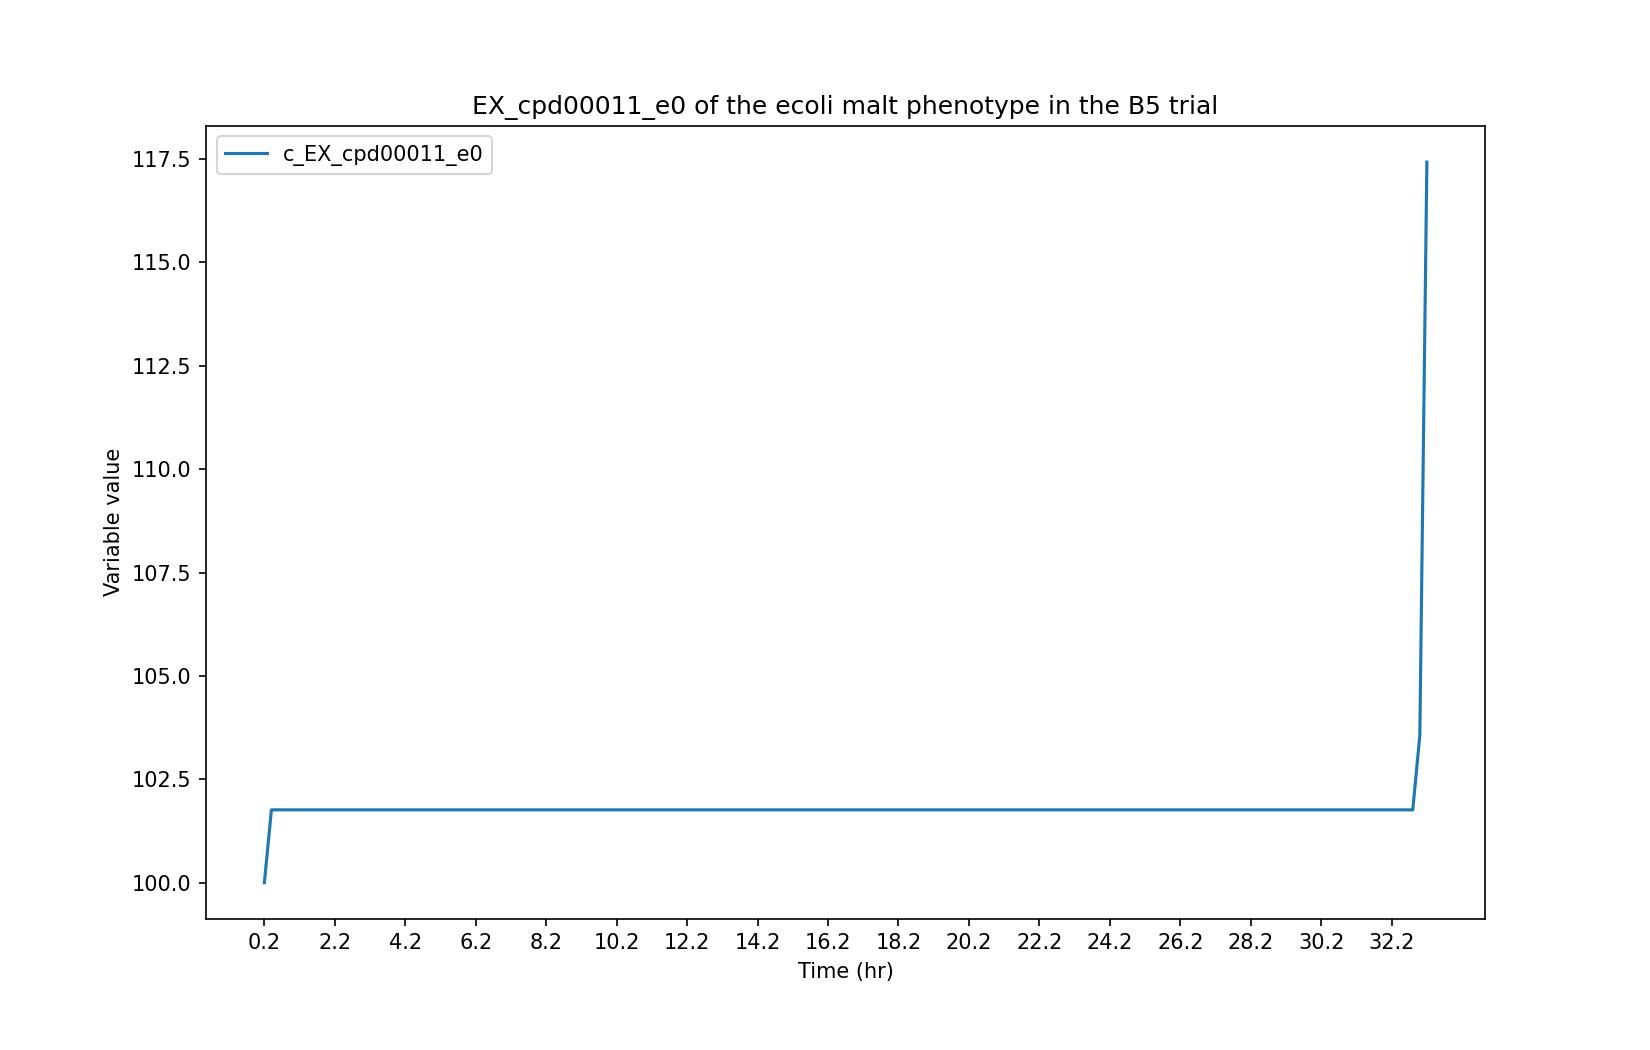 EX_cpd00011_e0 of the ecoli malt phenotype in the B5 trial
c_EX_cpd00011_e0
117.5
115.0
112.5
110.0
107.5
105.0
102.5
100.0
Variable value
0.2 2.2 4.2 6.2 8.2 10.2 12.2 14.2 16.2 18.2 20.2 22.2 24.2 26.2 28.2 30.2 32.2
Time (hr)